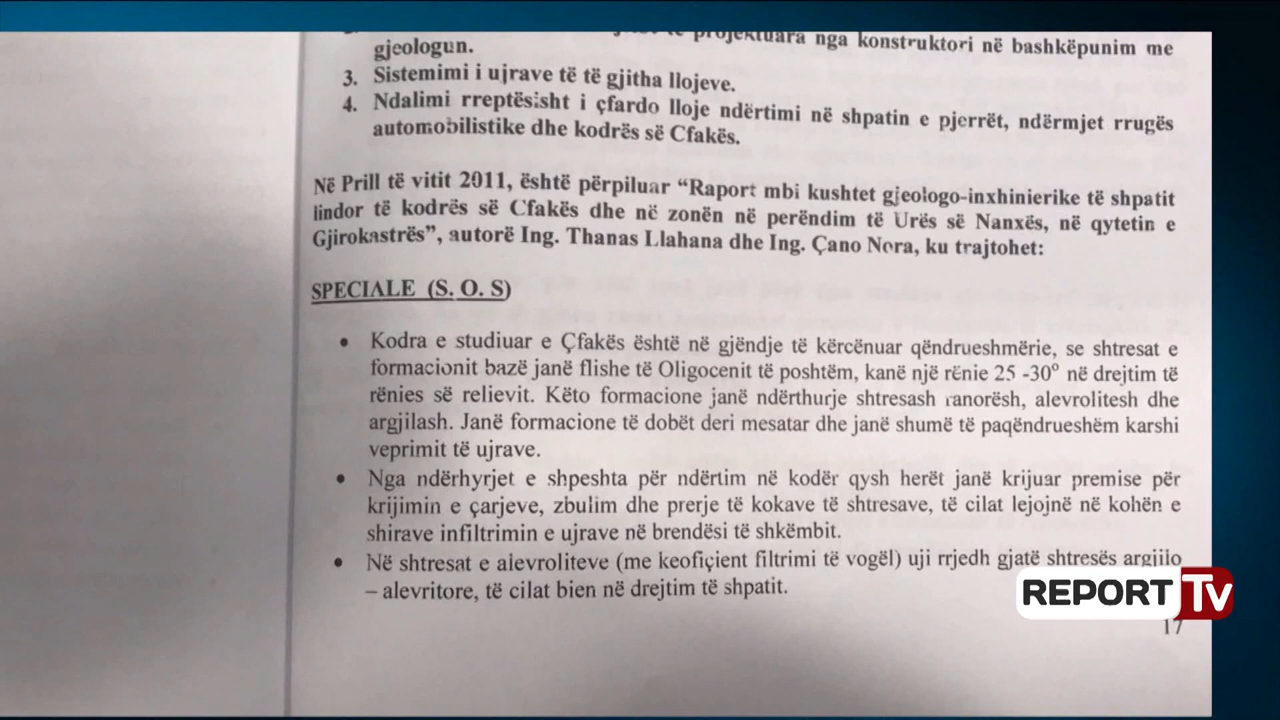 të projektuara nga konstruktori në bashkëpunim me
gjeologun.
3. Sistemimi i ujrave të të gjitha llojeve.
4. Ndalimi rreptësisht i çfardo lloje ndërtimi në shpatin e pjerrët, ndërmjet rrugës
automobilistike dhe kodrës së Cfakës.
Në Prill të vitit 2011, është përpiluar “Raport mbi kushtet gjeologo-inxhinierike të shpatit
lindor të kodrës së Cfakës dhe në zonën në perëndim të Urës së Nanxës, në qytetin e
Gjirokastrës”, autorë Ing. Thanas Llahana dhe Ing. Çano Nora, ku trajtohet:
SPECIALE (S. O. S)
• Kodra e studiuar e Çfakës është në gjëndje të kërcënuar qëndrueshmërie, se shtresat e
formacionit bazë janë flishe të Oligocenit të poshtëm, kanë një rënie 25 -30° në drejtim të
rënies së relievit. Këto formacione janë ndërthurje shtresash ranorësh, alevrolitesh dhe
argjilash. Janë formacione të dobët deri mesatar dhe janë shumë të paqëndrueshëm karshi
veprimit të ujrave.
• Nga ndërhyrjet e shpeshta për ndërtim në kodër qysh herët janë krijuar premise për
krijimin e çarjeve, zbulim dhe prerje të kokave të shtresave, të cilat lejojnë në kohën e
shirave infiltrimin e ujrave në brendësi të shkëmbit.
• Në shtresat e alevroliteve (me keofiçient filtrimi të vogël) uji rrjedh gjatë shtresës argjilo
– alevritore, të cilat bien në drejtim të shpatit.
REPORT Tv
17